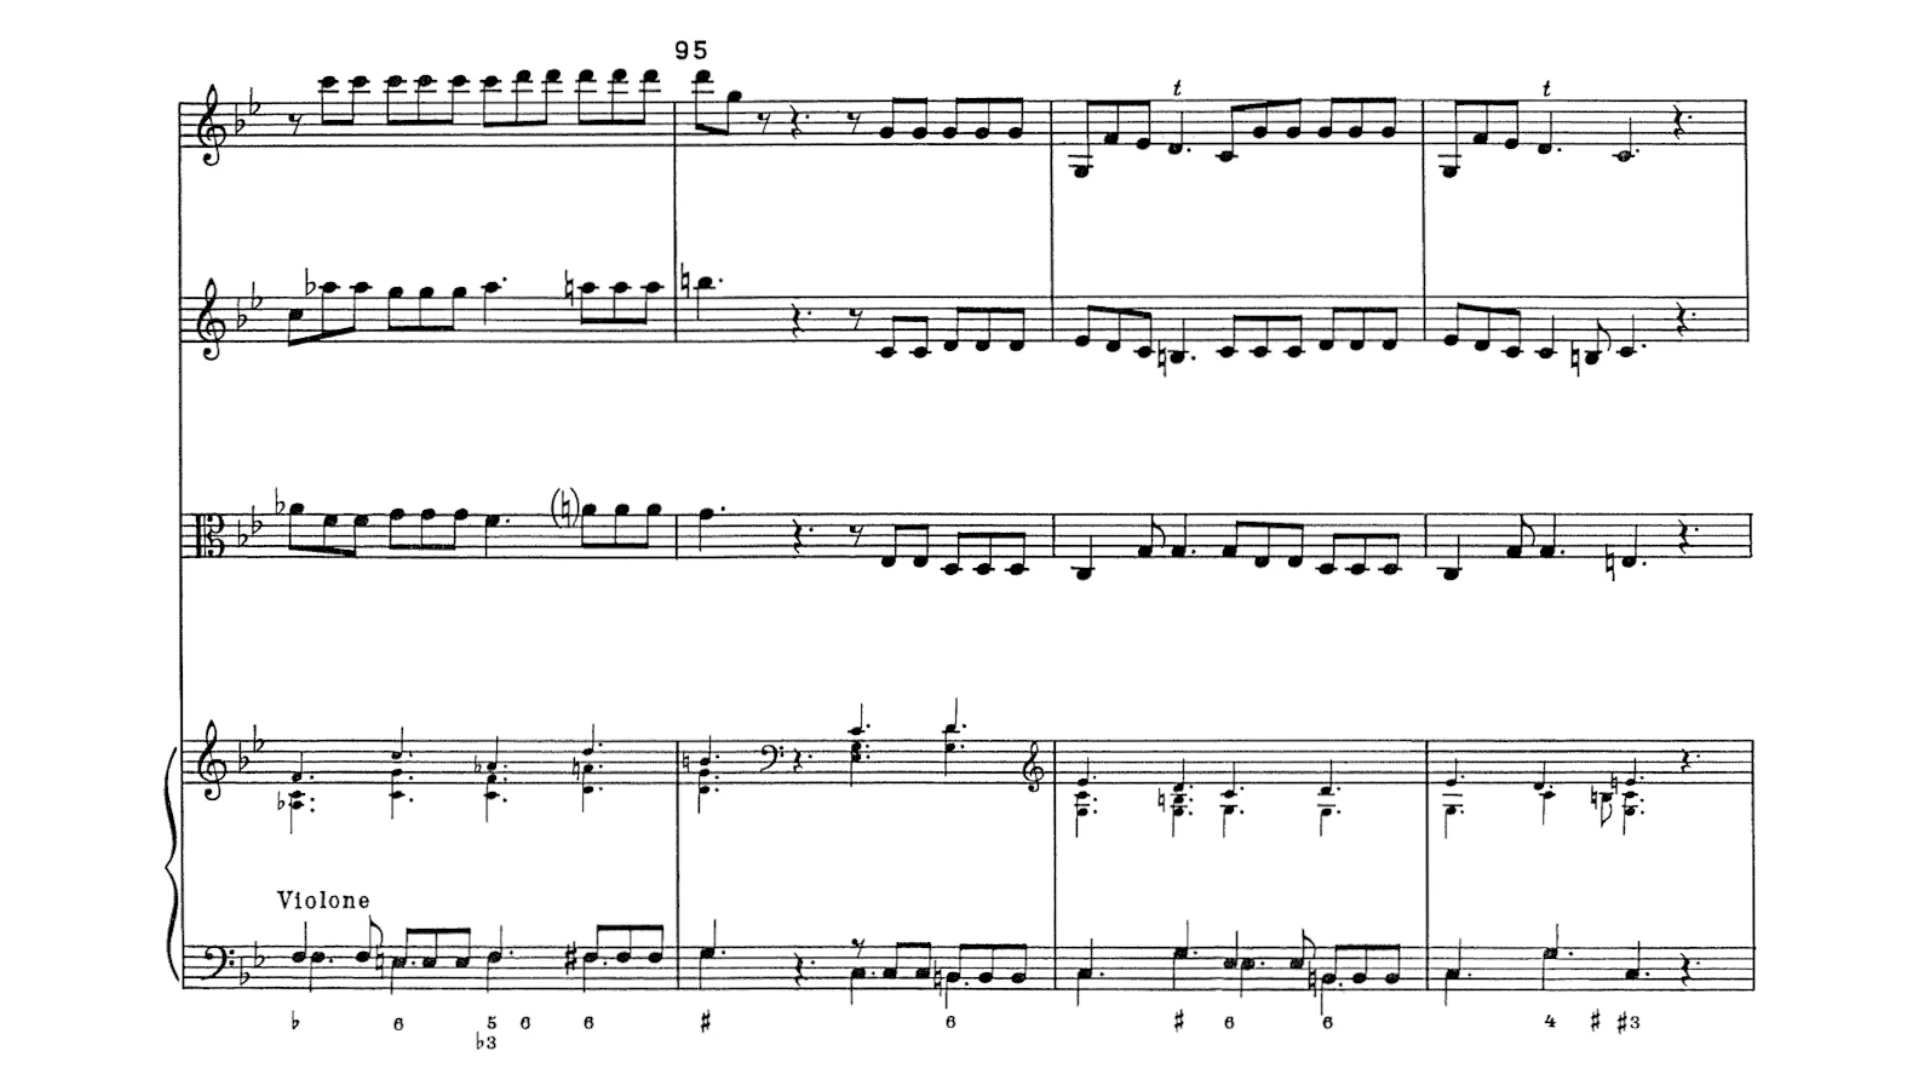 95
t t
Violone
♭ 6 5 6 6 ♯ 6 ♯ 6 6 4 ♯ ♯3
♭3